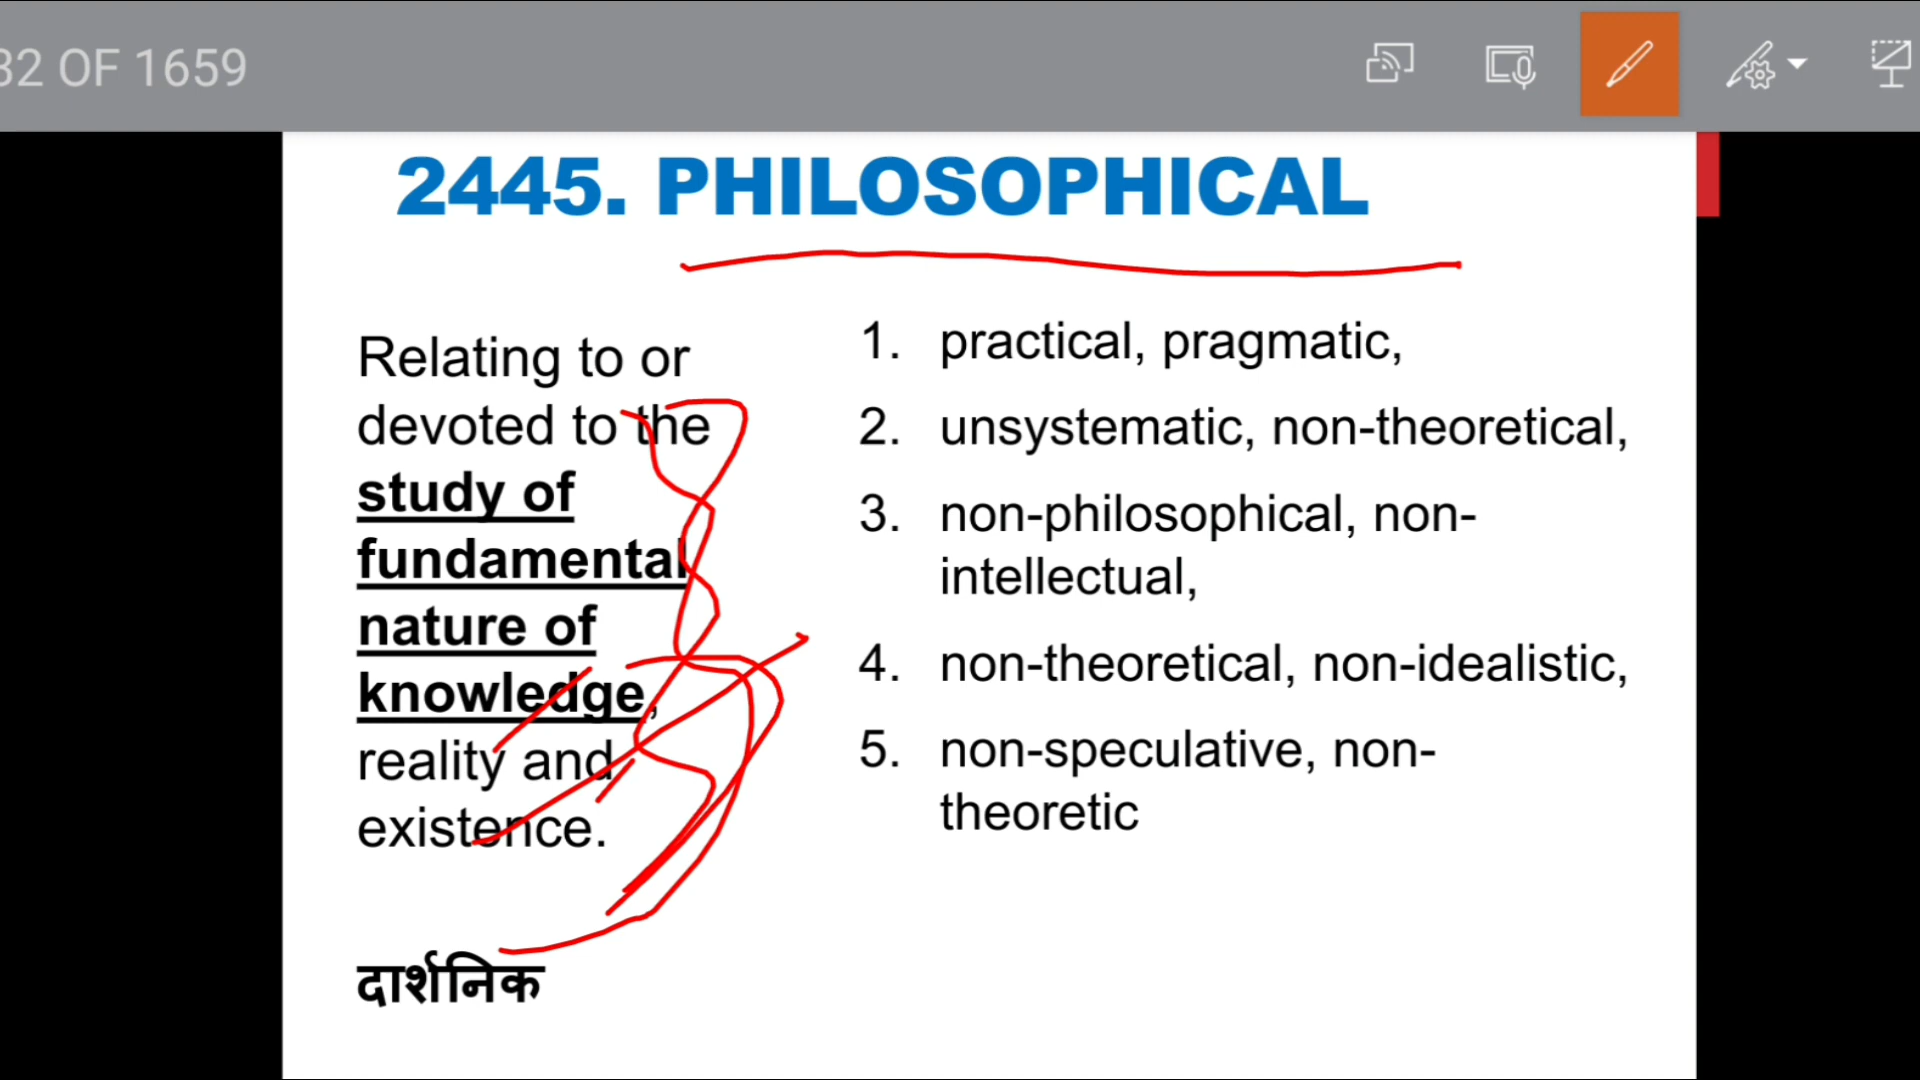 32 OF 1659
2445. PHILOSOPHICAL
Relating to or
devoted to the
study of
fundamental
nature of
knowledge,
reality and
existence.
दार्शनिक
1. practical, pragmatic,
2. unsystematic, non-theoretical,
3. non-philosophical, non-
intellectual,
4. non-theoretical, non-idealistic,
5. non-speculative, non-
theoretic